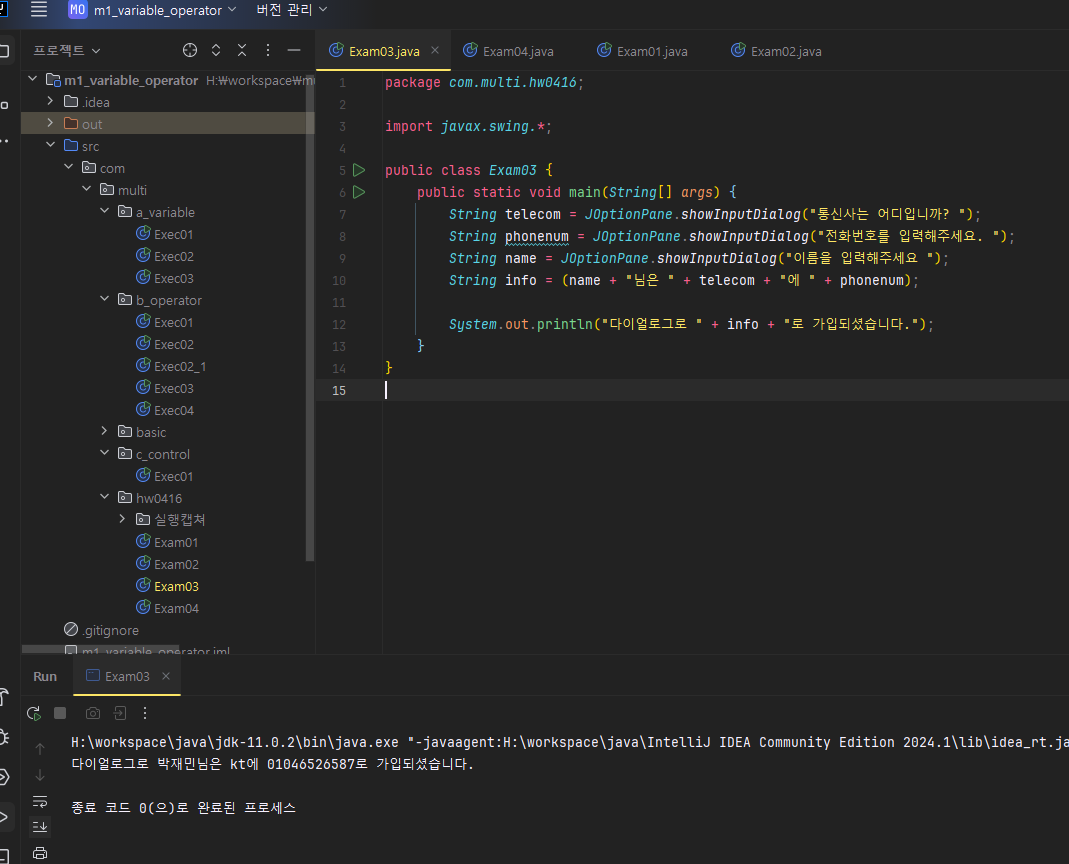 MO m1_variable_operator 버전 관리
프로젝트
Exam03.java Exam04.java Exam01.java Exam02.java
m1_variable_operator H:₩workspace₩m
.idea
out
src
com
multi
a_variable
Exec01
Exec02
Exec03
b_operator
Exec01
Exec02
Exec02_1
Exec03
Exec04
basic
c_control
Exec01
hw0416
실행캡쳐
Exam01
Exam02
Exam03
Exam04
.gitignore
m1_variable_operator.iml
1 package com.multi.hw0416;
2
3 import javax.swing.*;
4
5 public class Exam03 {
6 public static void main(String[] args) {
7 String telecom = JOptionPane.showInputDialog("통신사는 어디입니까? ");
8 String phonenum = JOptionPane.showInputDialog("전화번호를 입력해주세요. ");
9 String name = JOptionPane.showInputDialog("이름을 입력해주세요 ");
10 String info = (name + "님은 " + telecom + "에 " + phonenum);
11
12 System.out.println("다이얼로그로 " + info + "로 가입되셨습니다.");
13 }
14 }
15
Run Exam03
H:\workspace\java\jdk-11.0.2\bin\java.exe "-javaagent:H:\workspace\java\IntelliJ IDEA Community Edition 2024.1\lib\idea_rt.ja
다이얼로그로 박재민님은 kt에 01046526587로 가입되셨습니다.
종료 코드 0(으)로 완료된 프로세스